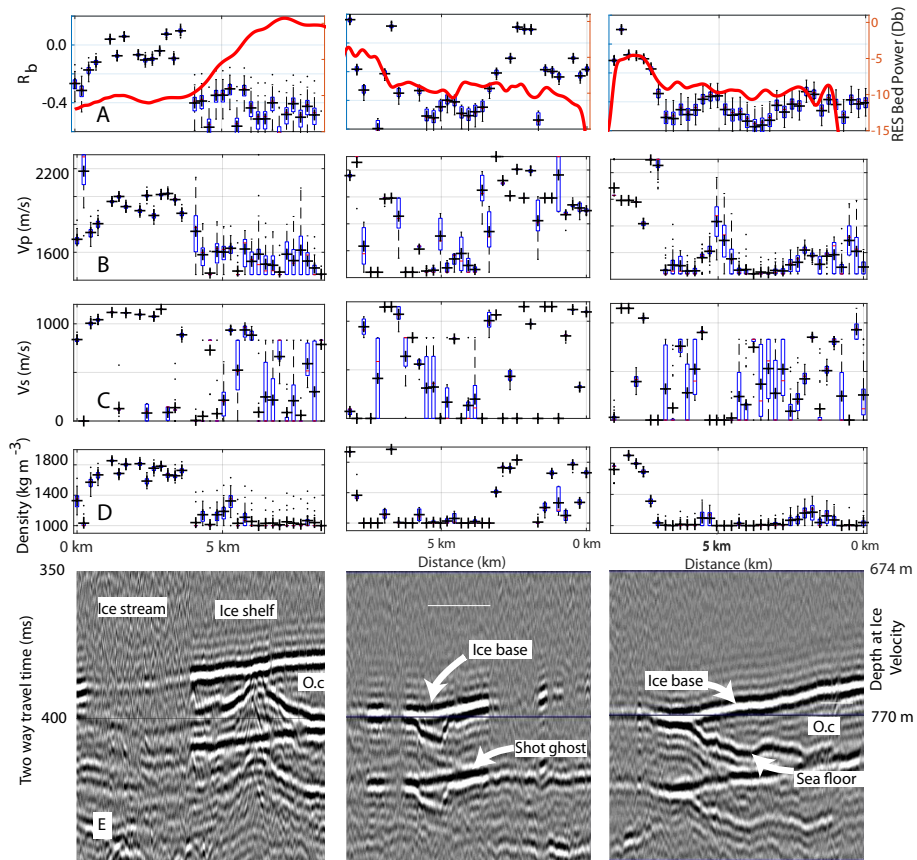 0.0
-0.4
R_b
A
0
-5
-10
-15
RES Bed Power (Db)
2200
1600
Vp (m/s)
B
1000
0
Vs (m/s)
C
1800
1400
1000
Density (kg m⁻³)
D
0 km
5 km
5 km
0 km
5 km
0 km
Distance (km)
Distance (km)
350
674 m
Ice stream
Ice shelf
O.c
Ice base
Ice base
400
770 m
O.c
Shot ghost
Sea floor
Two way travel time (ms)
Depth at Ice
Velocity
E